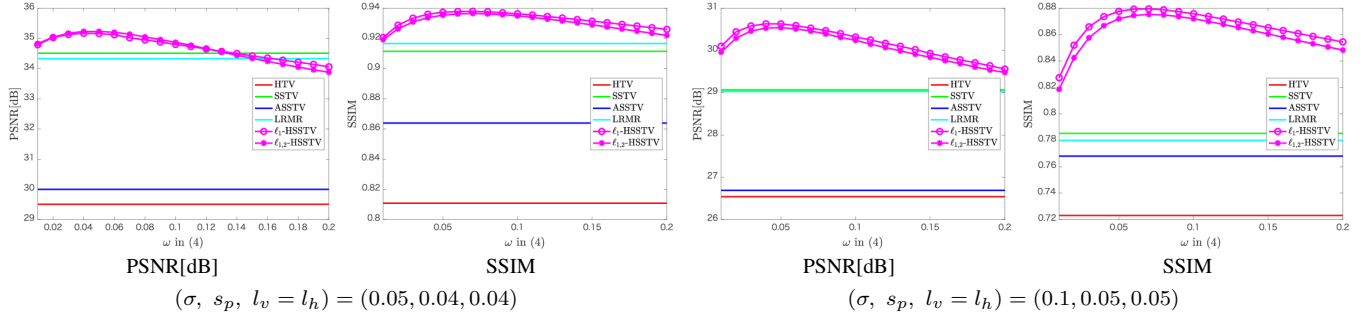 PSNR[dB]
36
35
34
33
32
31
30
29
0.02 0.04 0.06 0.08 0.1 0.12 0.14 0.16 0.18 0.2
ω in (4)
HTV
SSTV
ASSTV
LRMR
ℓ₁-HSSTV
ℓ₁,₂-HSSTV
SSIM
0.94
0.92
0.9
0.88
0.86
0.84
0.82
0.8
0.05 0.1 0.15 0.2
ω in (4)
HTV
SSTV
ASSTV
LRMR
ℓ₁-HSSTV
ℓ₁,₂-HSSTV
PSNR[dB]
31
30
29
28
27
26
0.05 0.1 0.15 0.2
ω in (4)
HTV
SSTV
ASSTV
LRMR
ℓ₁-HSSTV
ℓ₁,₂-HSSTV
SSIM
0.88
0.86
0.84
0.82
0.8
0.78
0.76
0.74
0.72
0.05 0.1 0.15 0.2
ω in (4)
HTV
SSTV
ASSTV
LRMR
ℓ₁-HSSTV
ℓ₁,₂-HSSTV
PSNR[dB] SSIM PSNR[dB] SSIM
(σ, sₚ, lᵥ = lₕ) = (0.05, 0.04, 0.04) (σ, sₚ, lᵥ = lₕ) = (0.1, 0.05, 0.05)